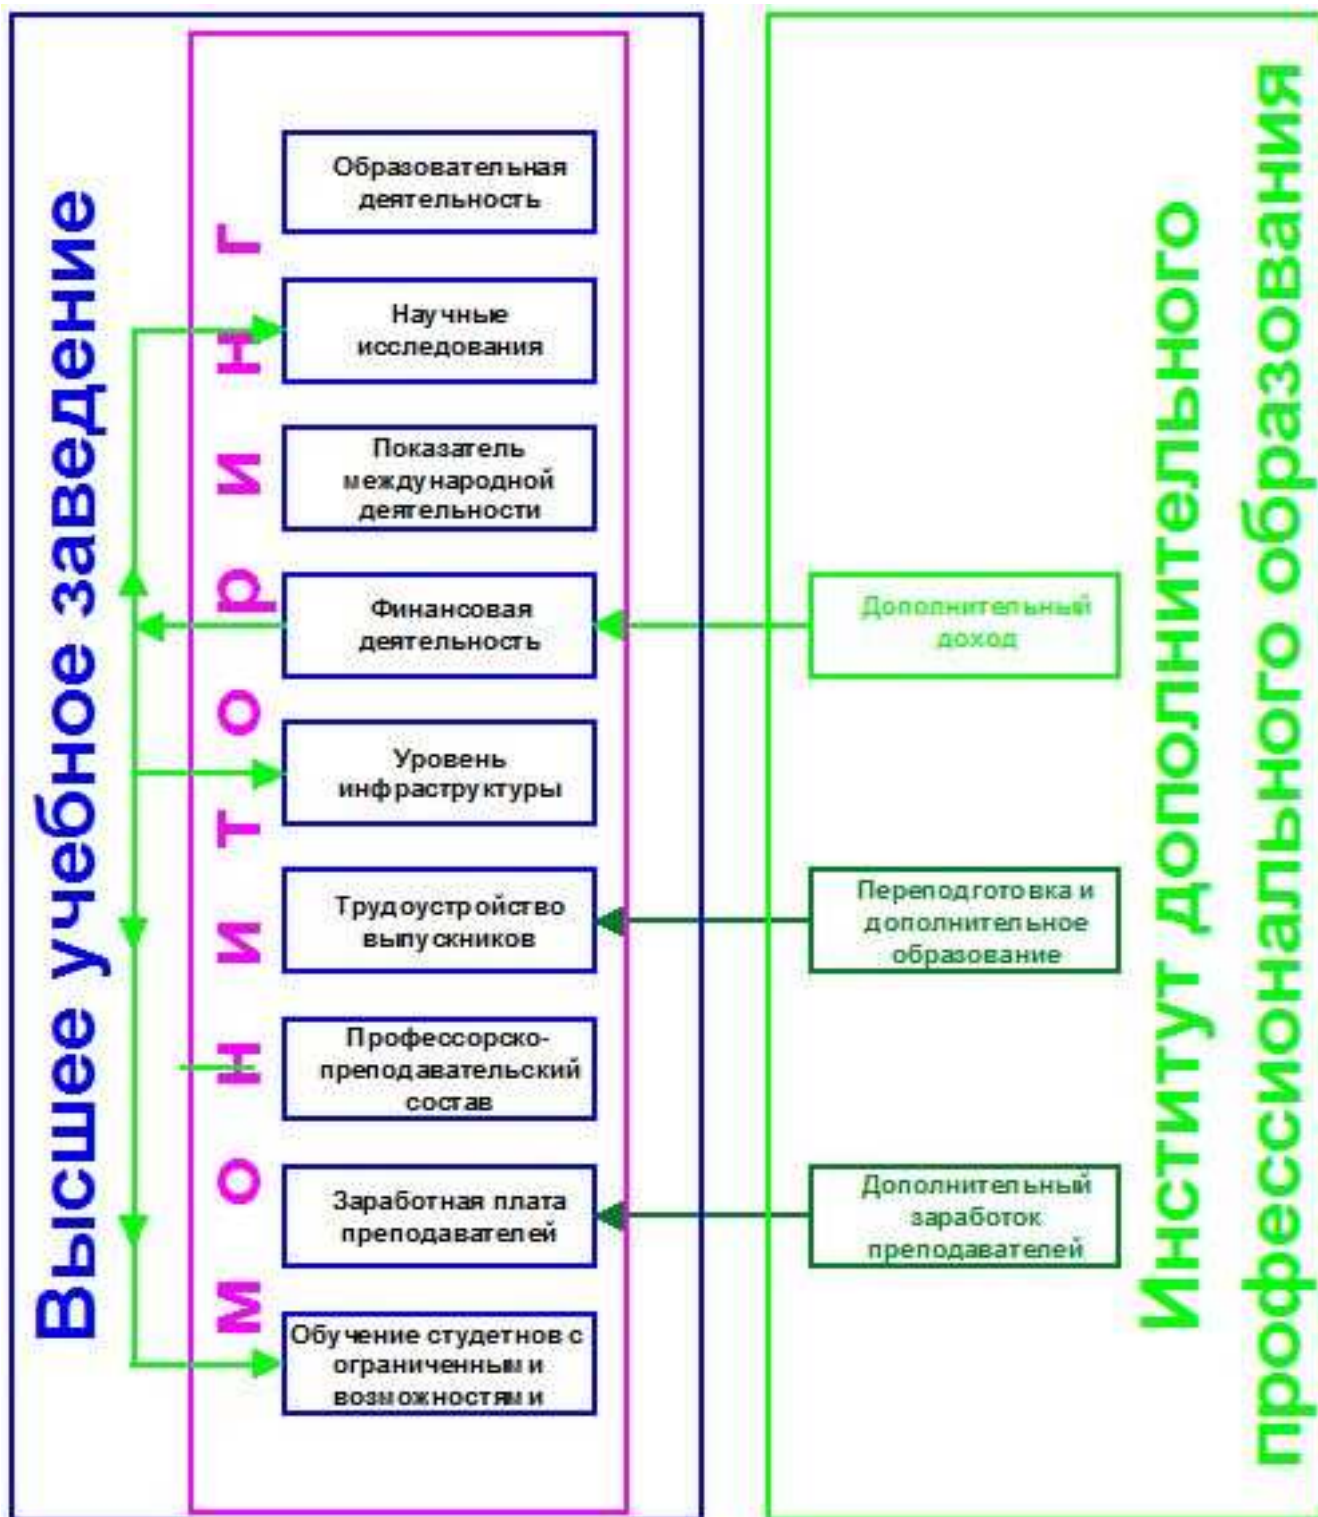 Высшее учебное заведение
Мониторинг
Образовательная
деятельность
Научные
исследования
Показатель
международной
деятельности
Финансовая
деятельность
Уровень
инфраструктуры
Трудоустройство
выпускников
Профессорско-
преподавательский
состав
Заработная плата
преподавателей
Обучение студетнов с
ограниченными
возможностями
Дополнительный
доход
Переподготовка и
дополнительное
образование
Дополнительный
заработок
преподавателей
Институт дополнительного
профессионального образования